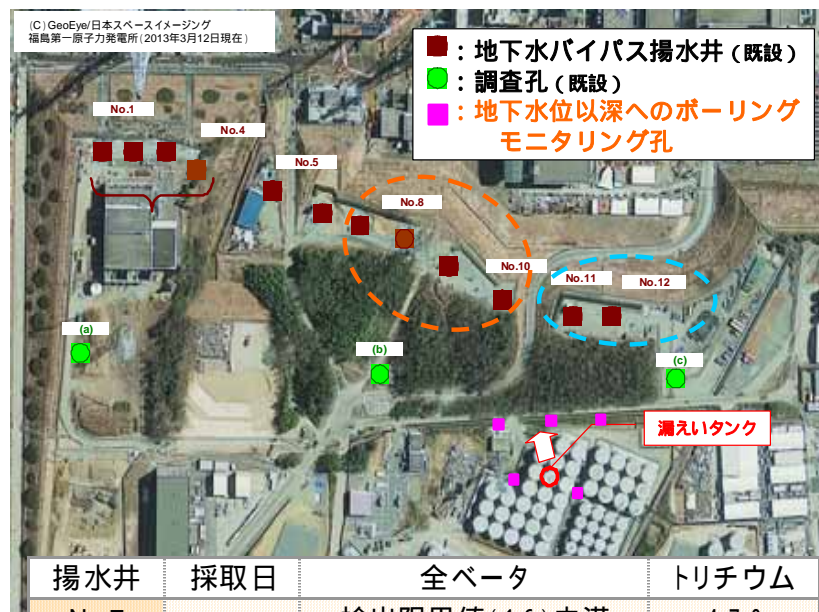 (C)GeoEye/日本スペースイメージング
福島第一原子力発電所(2013年3月12日現在)
：地下水バイパス揚水井（既設）
：調査孔（既設）
：地下水位以深へのボーリング
モニタリング孔
No.1
No.4
No.5
No.8
No.10
No.11
No.12
(a)
(b)
(c)
漏えいタンク
揚水井 採取日 全ベータ トリチウム